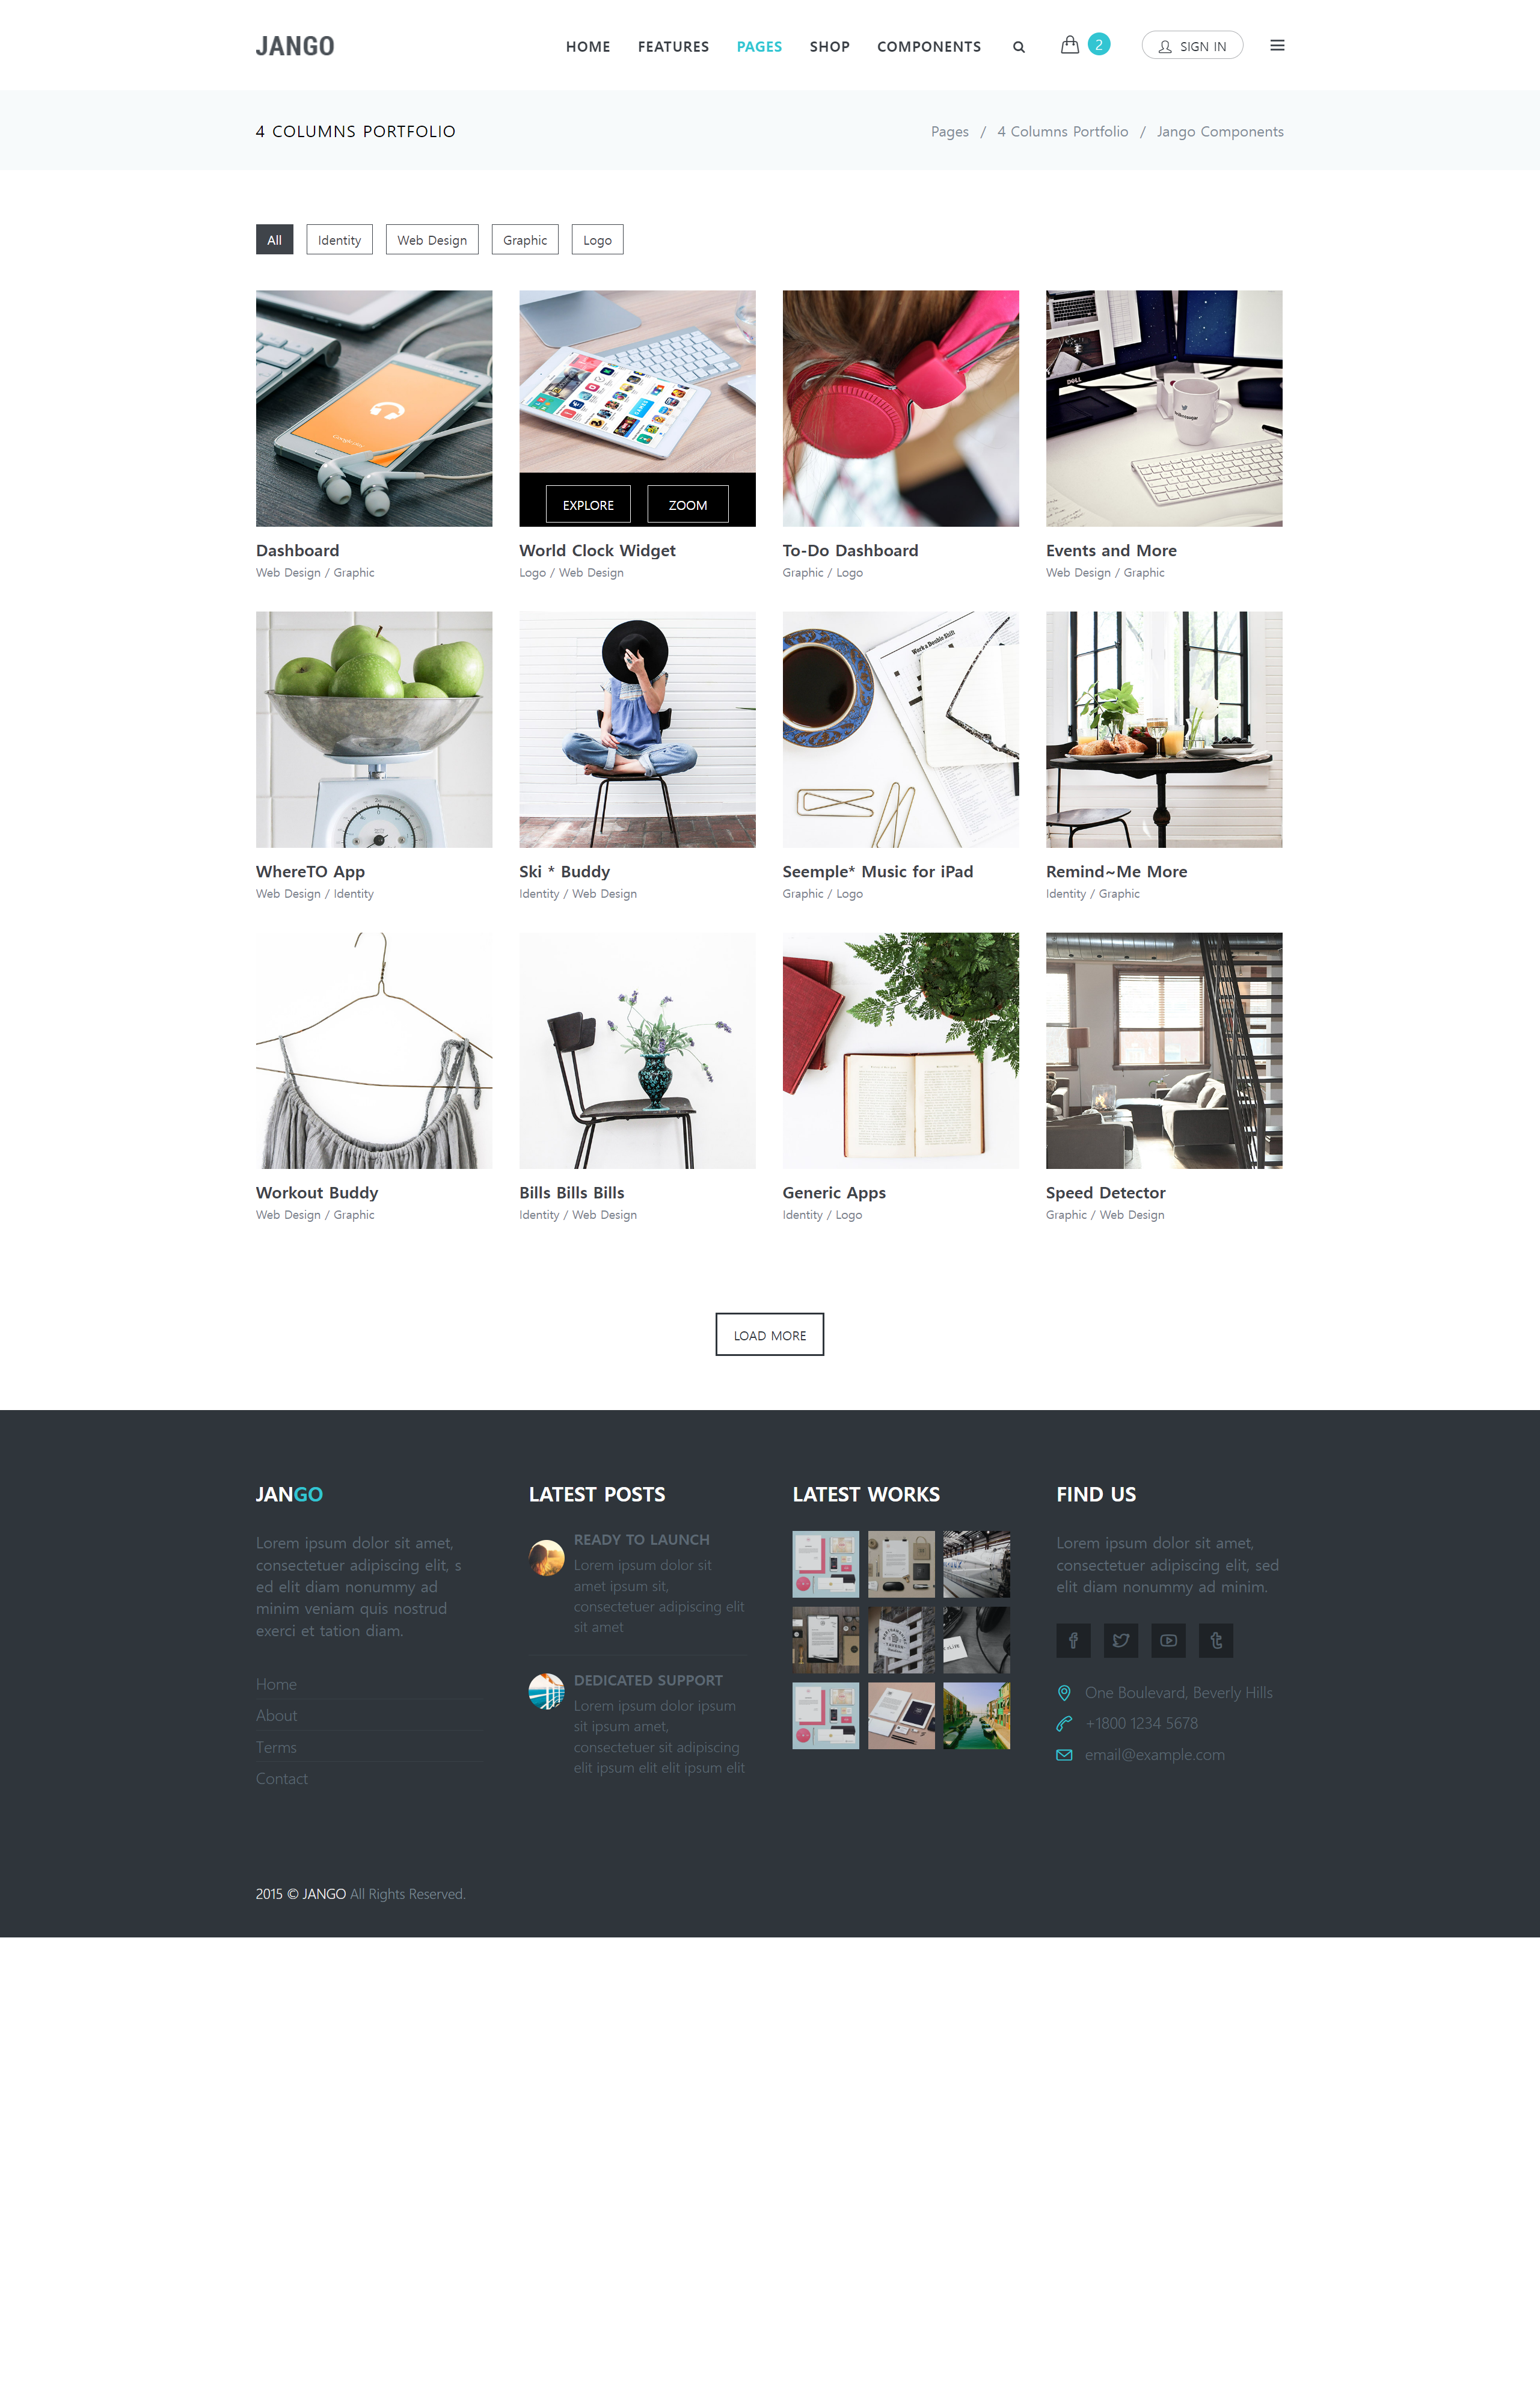 JANGO
HOME FEATURES PAGES SHOP COMPONENTS 2 SIGN IN
4 COLUMNS PORTFOLIO
Pages / 4 Columns Portfolio / Jango Components
All Identity Web Design Graphic Logo
DELL
EXPLORE ZOOM
Dashboard World Clock Widget To-Do Dashboard Events and More
Web Design / Graphic Logo / Web Design Graphic / Logo Web Design / Graphic
Work a Double Shift
WhereTO App Ski * Buddy Seemple* Music for iPad Remind~Me More
Web Design / Identity Identity / Web Design Graphic / Logo Identity / Graphic
Workout Buddy Bills Bills Bills Generic Apps Speed Detector
Web Design / Graphic Identity / Web Design Identity / Logo Graphic / Web Design
LOAD MORE
JANGO
Lorem ipsum dolor sit amet,
consectetuer adipiscing elit, s
ed elit diam nonummy ad
minim veniam quis nostrud
exerci et tation diam.
Home
About
Terms
Contact
LATEST POSTS
READY TO LAUNCH
Lorem ipsum dolor sit
amet ipsum sit,
consectetuer adipiscing elit
sit amet
DEDICATED SUPPORT
Lorem ipsum dolor ipsum
sit ipsum amet,
consectetuer sit adipiscing
elit ipsum elit elit ipsum elit
LATEST WORKS
FIND US
Lorem ipsum dolor sit amet,
consectetuer adipiscing elit, sed
elit diam nonummy ad minim.
One Boulevard, Beverly Hills
+1800 1234 5678
email@example.com
2015 © JANGO All Rights Reserved.